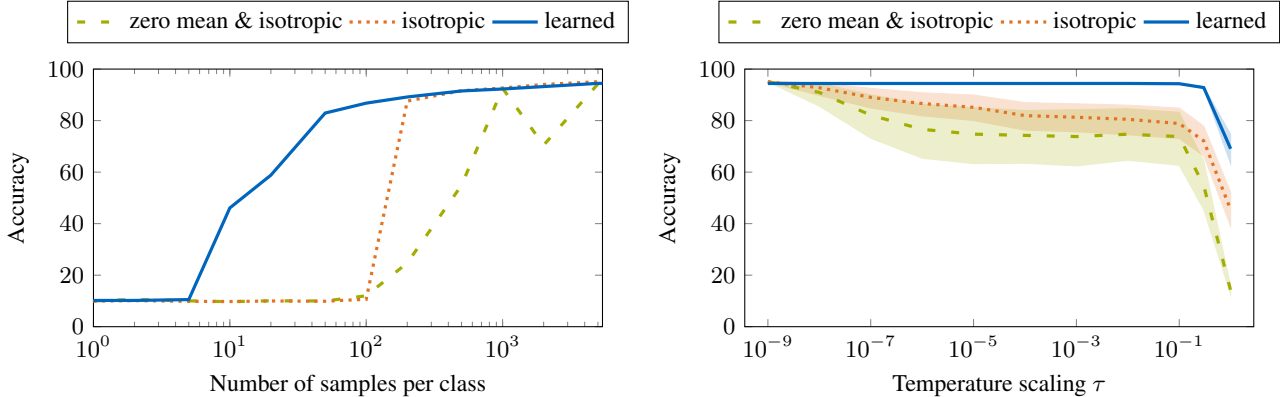 zero mean & isotropic isotropic learned
100
80
60
40
20
0
Accuracy
10^0 10^1 10^2 10^3
Number of samples per class
zero mean & isotropic isotropic learned
100
80
60
40
20
0
Accuracy
10^−9 10^−7 10^−5 10^−3 10^−1
Temperature scaling τ